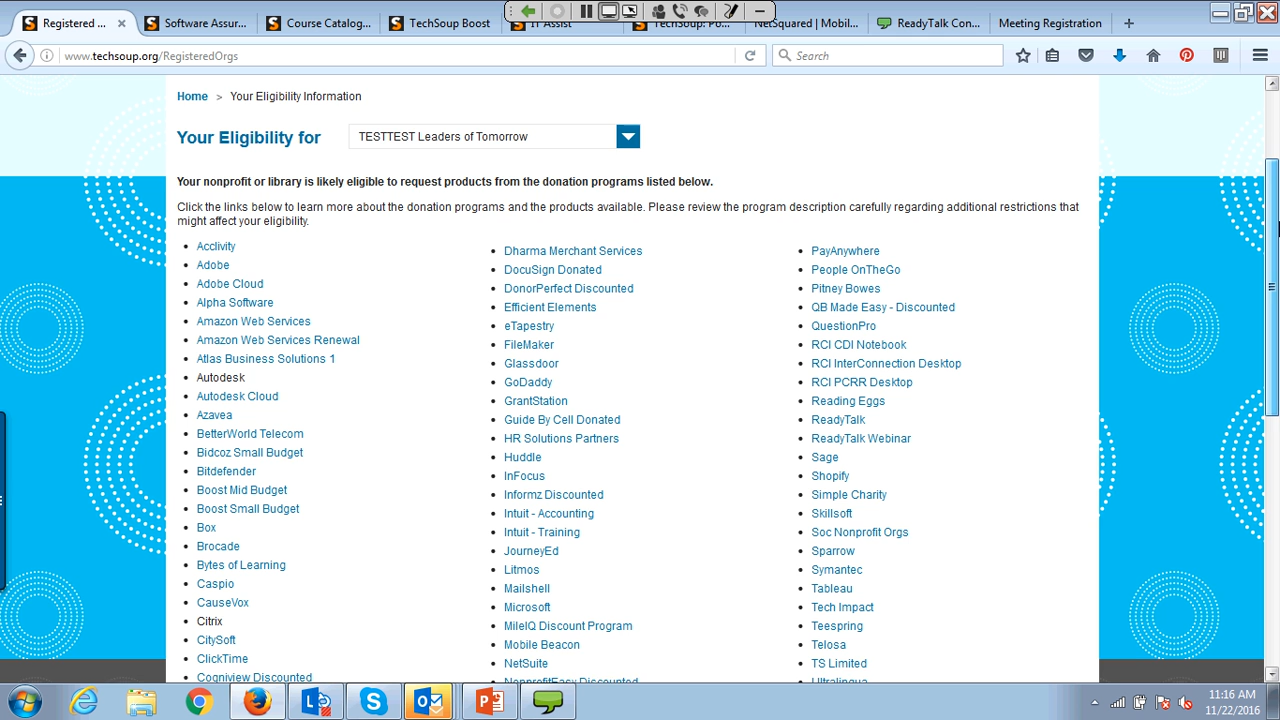 Registered ...
Software Assur...
Course Catalog...
TechSoup Boost
IT Assist
TechSoup: Po...
NetSquared | Mobil...
ReadyTalk Con...
Meeting Registration
www.techsoup.org/RegisteredOrgs
Search
Home > Your Eligibility Information
Your Eligibility for
TESTTEST Leaders of Tomorrow
Your nonprofit or library is likely eligible to request products from the donation programs listed below.
Click the links below to learn more about the donation programs and the products available. Please review the program description carefully regarding additional restrictions that
might affect your eligibility.
Acclivity
Adobe
Adobe Cloud
Alpha Software
Amazon Web Services
Amazon Web Services Renewal
Atlas Business Solutions 1
Autodesk
Autodesk Cloud
Azavea
BetterWorld Telecom
Bidcoz Small Budget
Bitdefender
Boost Mid Budget
Boost Small Budget
Box
Brocade
Bytes of Learning
Caspio
CauseVox
Citrix
CitySoft
ClickTime
Cogniview Discounted
Dharma Merchant Services
DocuSign Donated
DonorPerfect Discounted
Efficient Elements
eTapestry
FileMaker
Glassdoor
GoDaddy
GrantStation
Guide By Cell Donated
HR Solutions Partners
Huddle
InFocus
Informz Discounted
Intuit - Accounting
Intuit - Training
JourneyEd
Litmos
Mailshell
Microsoft
MileIQ Discount Program
Mobile Beacon
NetSuite
NonprofitEasy Discounted
PayAnywhere
People OnTheGo
Pitney Bowes
QB Made Easy - Discounted
QuestionPro
RCI CDI Notebook
RCI InterConnection Desktop
RCI PCRR Desktop
Reading Eggs
ReadyTalk
ReadyTalk Webinar
Sage
Shopify
Simple Charity
Skillsoft
Soc Nonprofit Orgs
Sparrow
Symantec
Tableau
Tech Impact
Teespring
Telosa
TS Limited
Ultralingua
11:16 AM
11/22/2016